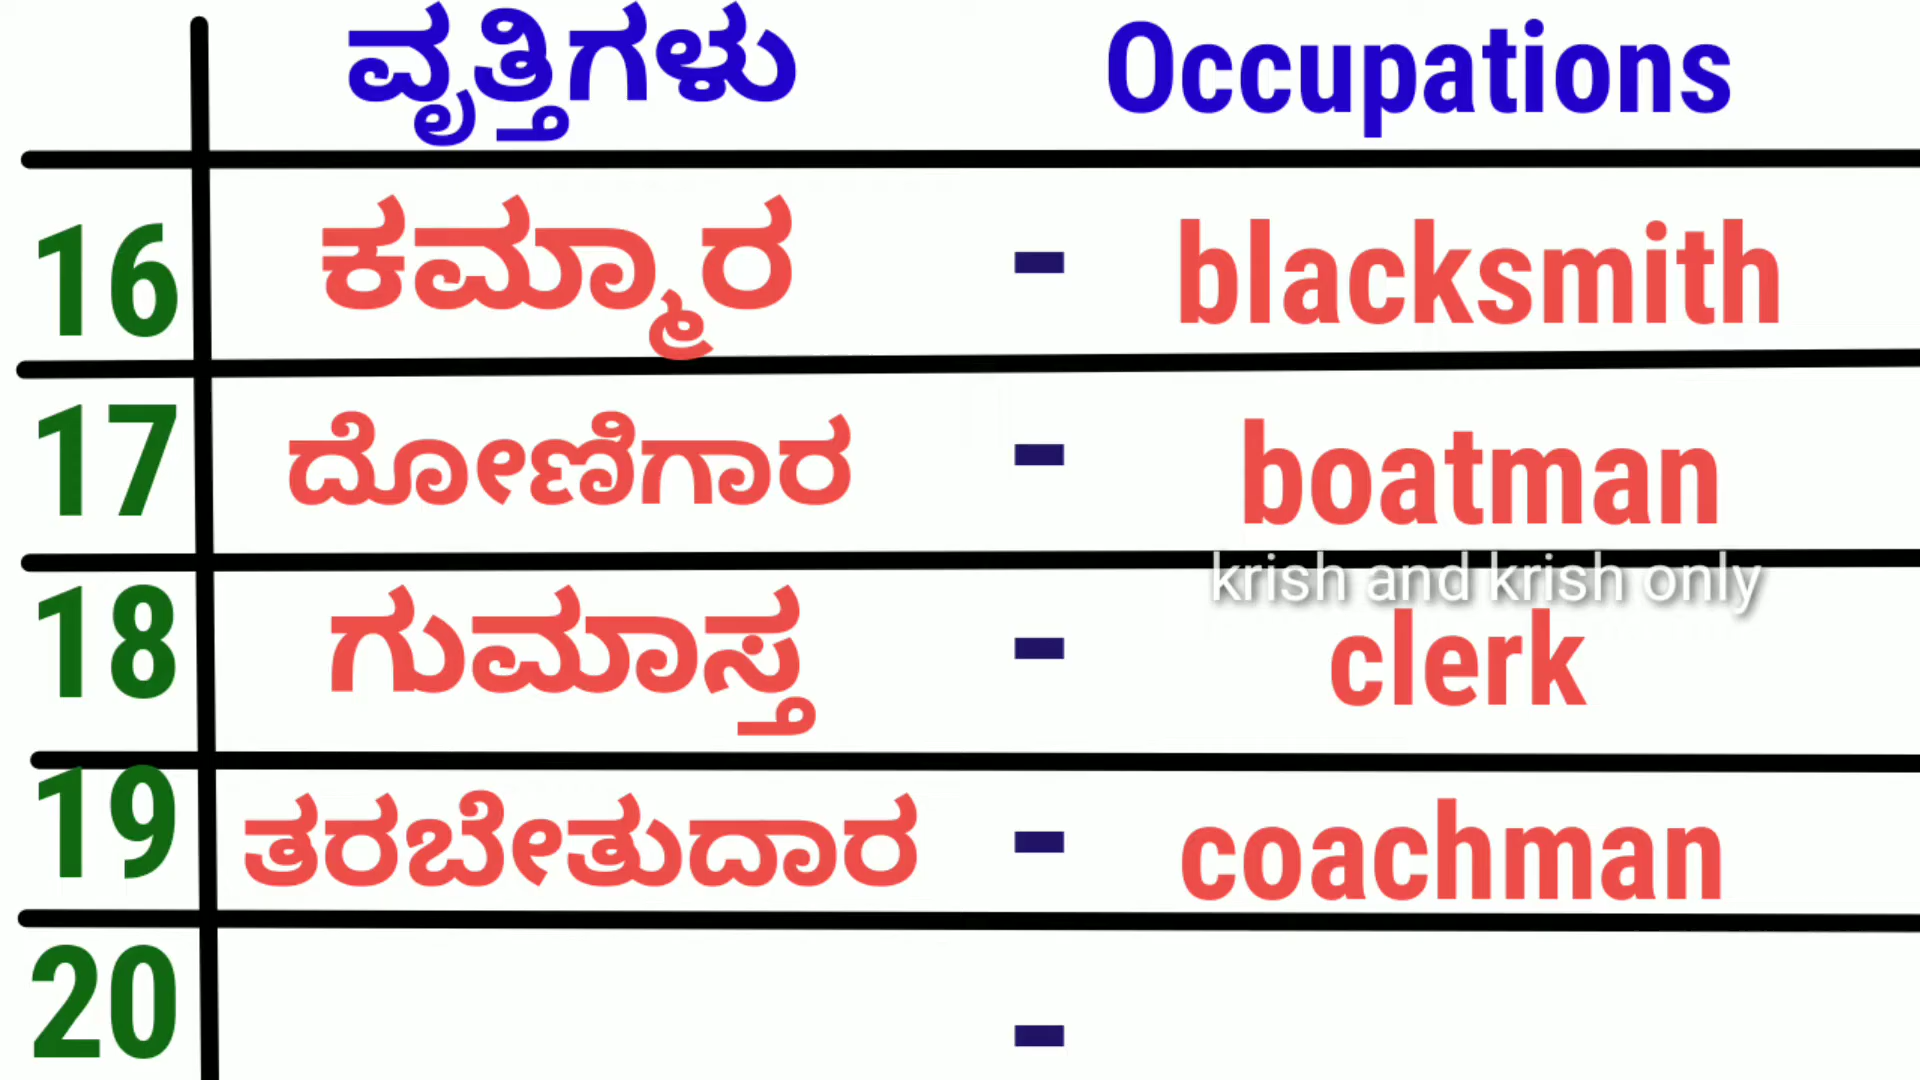 ವೃತ್ತಿಗಳು Occupations
16 ಕಮ್ಮಾರ - blacksmith
17 ದೋಣಿಗಾರ - boatman
krish and krish only
18 ಗುಮಾಸ್ತ - clerk
19 ತರಬೇತುದಾರ - coachman
20 -